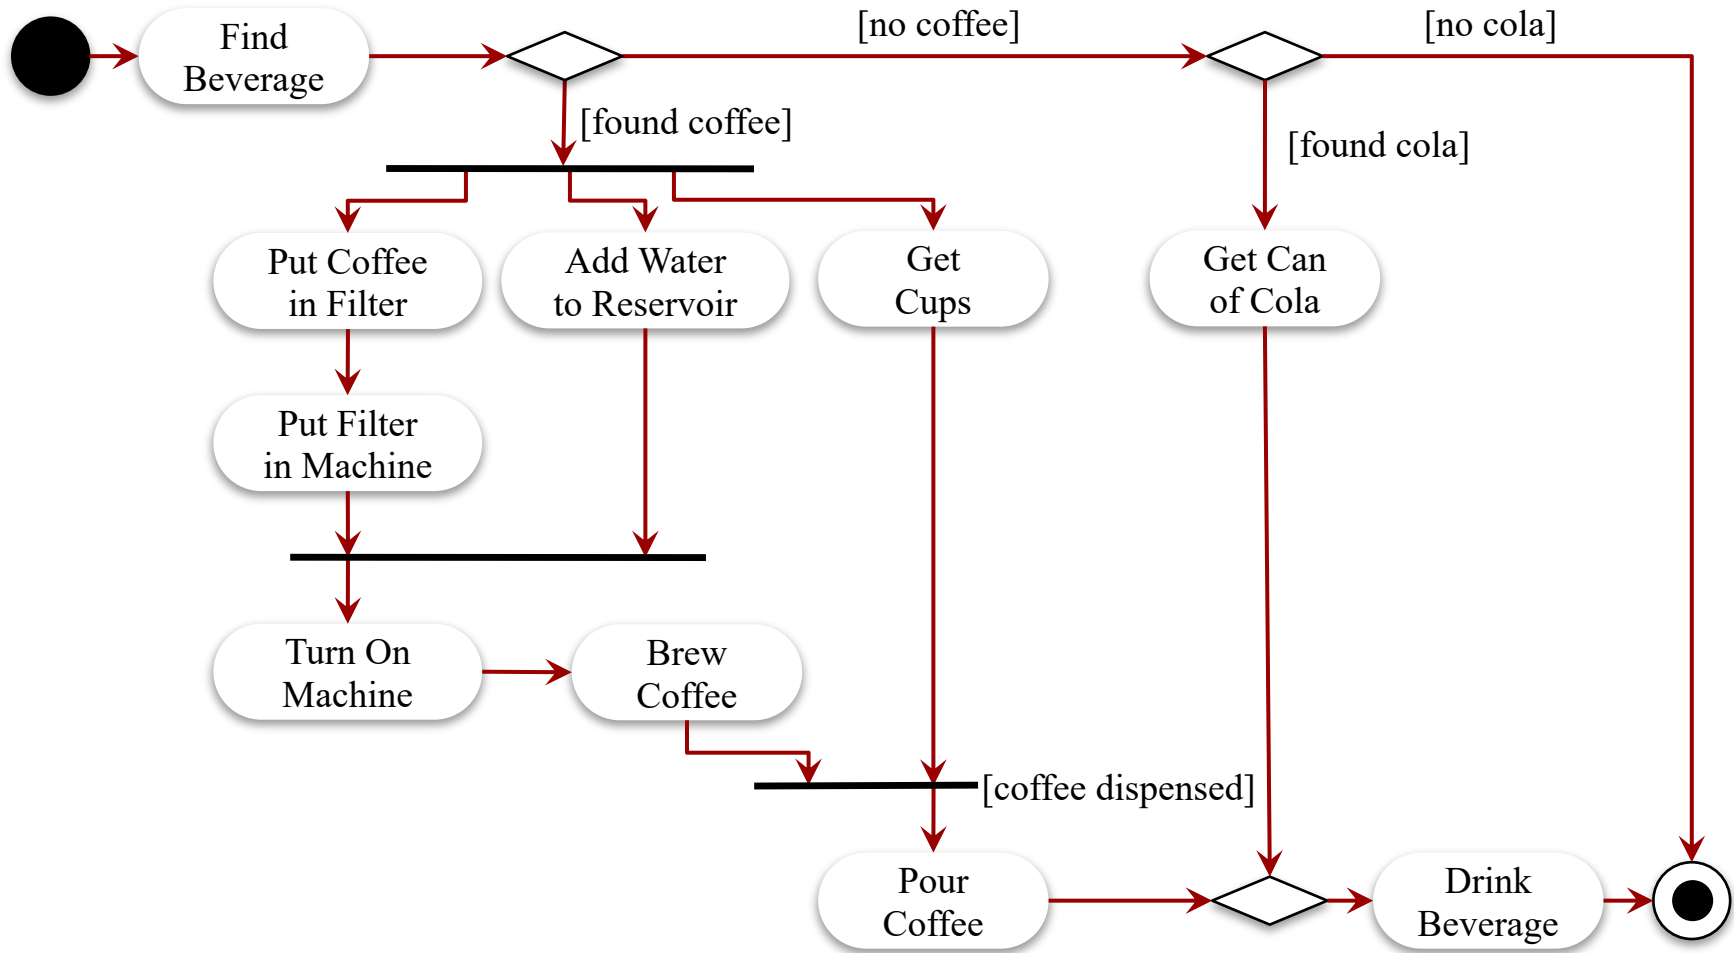 Find
Beverage
[no coffee]
[no cola]
[found coffee]
[found cola]
Put Coffee
in Filter
Add Water
to Reservoir
Get
Cups
Get Can
of Cola
Put Filter
in Machine
Turn On
Machine
Brew
Coffee
[coffee dispensed]
Pour
Coffee
Drink
Beverage